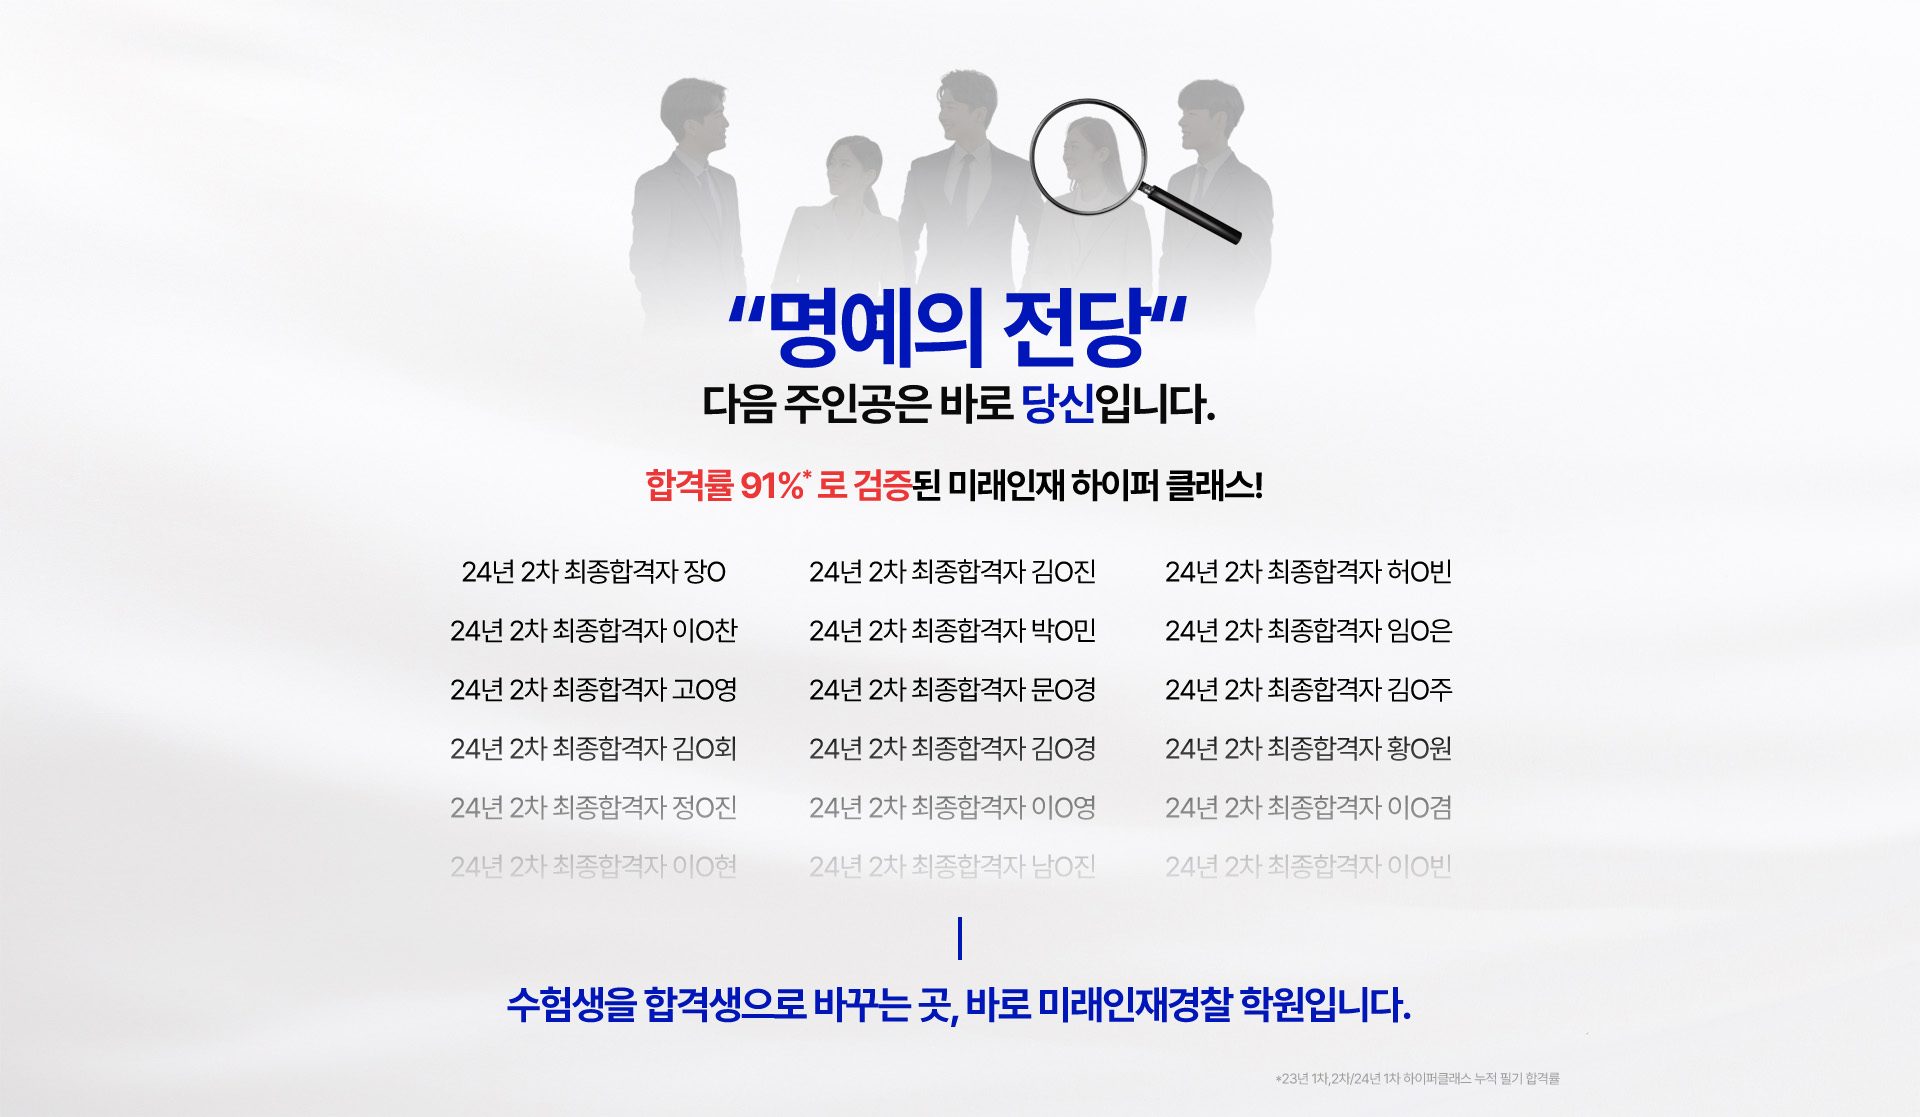 “명예의 전당“
다음 주인공은 바로 당신입니다.
합격률 91%* 로 검증된 미래인재 하이퍼 클래스!
24년 2차 최종합격자 장O 24년 2차 최종합격자 김O진 24년 2차 최종합격자 허O빈
24년 2차 최종합격자 이O찬 24년 2차 최종합격자 박O민 24년 2차 최종합격자 임O은
24년 2차 최종합격자 고O영 24년 2차 최종합격자 문O경 24년 2차 최종합격자 김O주
24년 2차 최종합격자 김O회 24년 2차 최종합격자 김O경 24년 2차 최종합격자 황O원
24년 2차 최종합격자 정O진 24년 2차 최종합격자 이O영 24년 2차 최종합격자 이O겸
24년 2차 최종합격자 이O현 24년 2차 최종합격자 남O진 24년 2차 최종합격자 이O빈
수험생을 합격생으로 바꾸는 곳, 바로 미래인재경찰 학원입니다.
*23년 1차,2차/24년 1차 하이퍼클래스 누적 필기 합격률